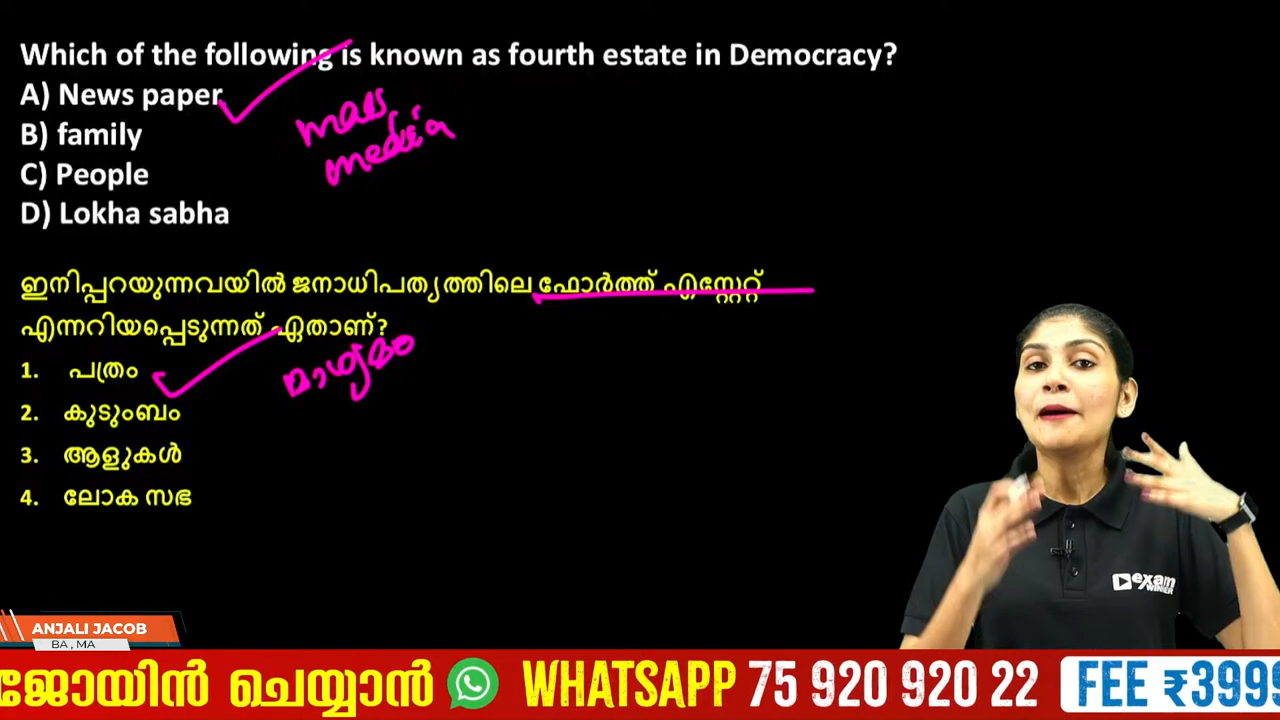 Which of the following is known as fourth estate in Democracy?
A) News paper
B) family
C) People
D) Lokha sabha
mass
media
ഇനിപ്പറയുന്നവയിൽ ജനാധിപത്യത്തിലെ ഫോർത്ത് എസ്റ്റേറ്റ്
എന്നറിയപ്പെടുന്നത് ഏതാണ്?
1. പത്രം
2. കുടുംബം
3. ആളുകൾ
4. ലോക സഭ
മാധ്യമം
exam
WINNER
ANJALI JACOB
BA , MA
ജോയിൻ ചെയ്യാൻ WHATSAPP 75 920 920 22 FEE ₹3999